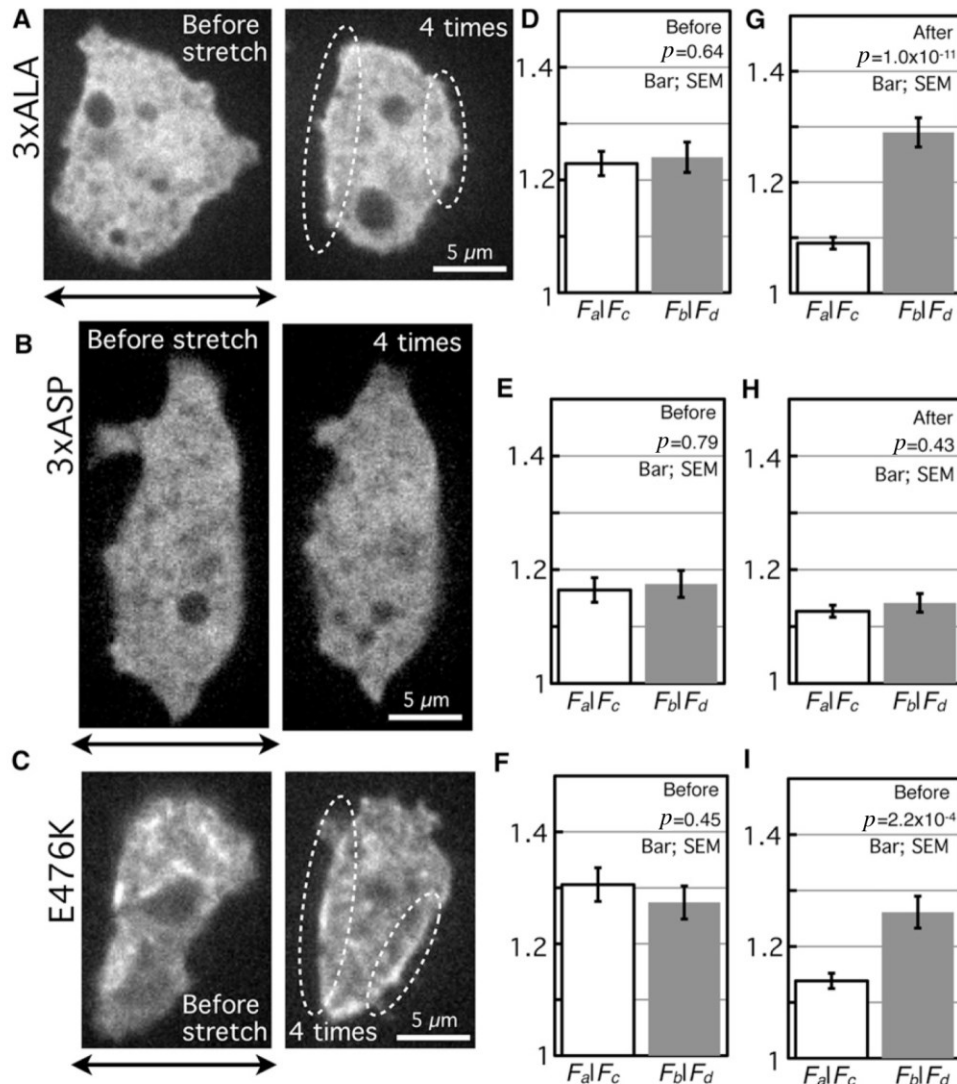 A
3xALA
Before
stretch
4 times
5 µm
D
Before
p=0.64
Bar; SEM
1.4
1.2
1
Fa|Fc
Fb|Fd
G
After
p=1.0x10-11
Bar; SEM
1.4
1.2
1
Fa|Fc
Fb|Fd
B
3xASP
Before stretch
4 times
5 µm
E
Before
p=0.79
Bar; SEM
1.4
1.2
1
Fa|Fc
Fb|Fd
H
After
p=0.43
Bar; SEM
1.4
1.2
1
Fa|Fc
Fb|Fd
C
E476K
Before
stretch
4 times
5 µm
F
Before
p=0.45
Bar; SEM
1.4
1.2
1
Fa|Fc
Fb|Fd
I
Before
p=2.2x10-4
Bar; SEM
1.4
1.2
1
Fa|Fc
Fb|Fd